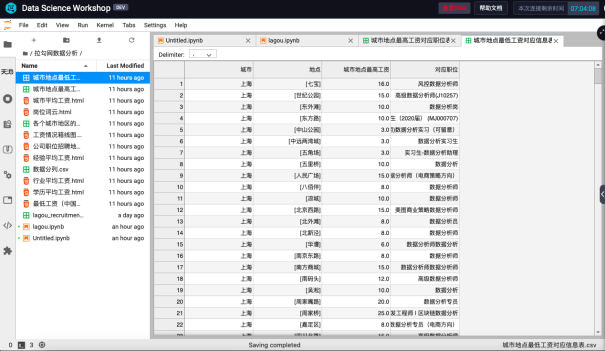 Data Science Workshop DEV
帮助文档
本次连接剩余时间 07:04:08
File Edit View Run Kernel Tabs Settings Help
Untitled.ipynb
lagou.ipynb
城市地点最高工资对应职位
城市地点最低工资对应信息表
Delimiter: ,
/ 拉勾网数据分析 /
Name Last Modified
城市地点最低工... 11 hours ago
城市地点最高工... 11 hours ago
城市平均工资.html 11 hours ago
岗位词云.html 11 hours ago
各个城市地区的... 11 hours ago
工资情况箱线图... 11 hours ago
公司职位招聘地... 11 hours ago
经验平均工资.html 11 hours ago
数据分列.csv 11 hours ago
行业平均工资.html 11 hours ago
学历平均工资.html 11 hours ago
最低工资（中国... 11 hours ago
lagou_recruitmen... a day ago
lagou.ipynb an hour ago
Untitled.ipynb an hour ago
城市 地点 城市地点最高工资 对应职位
1 上海 [七宝] 16.0 风控数据分析师
2 上海 [世纪公园] 15.0 高级数据分析师(J10257)
3 上海 [东外滩] 10.0 数据分析岗
4 上海 [东方路] 10.0 生（2020届）(MJ000707)
5 上海 [中山公园] 3.0 数据分析实习（可留意）
6 上海 [中远两湾城] 3.0 数据分析实习生
7 上海 [五角场] 3.0 实习生-数据分析助理
8 上海 [五里桥] 10.0 数据分析
9 上海 [人民广场] 15.0 分析师（电商策略方向）
10 上海 [八佰伴] 8.0 数据分析师
11 上海 [凉城] 10.0 数据分析师
12 上海 [北京西路] 15.0 美图商业策略数据分析师
13 上海 [北外滩] 8.0 数据分析员
14 上海 [北新泾] 8.0 数据分析师
15 上海 [华漕] 6.0 数据分析师数据分析
16 上海 [南京东路] 8.0 数据分析师
17 上海 [南方商城] 15.0 数据分析师数据分析
18 上海 [南码头] 12.0 高级数据分析师
19 上海 [吴淞] 10.0 数据分析
20 上海 [周家嘴路] 20.0 数据分析专员
21 上海 [周家桥] 25.0 发工程师 I 区块链数据分析
22 上海 [嘉定区] 8.0 数据分析专员（电商方向）
0 3 Saving completed 城市地点最低工资对应信息表.csv